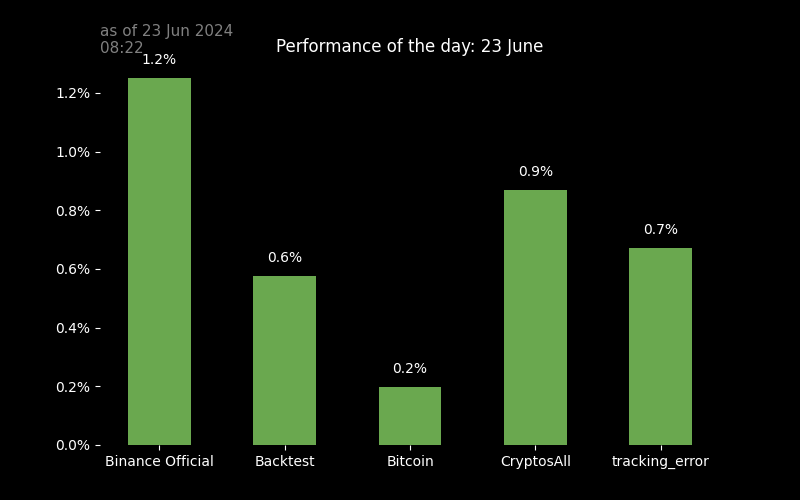 as of 23 Jun 2024
08:22
Performance of the day: 23 June
1.2%
0.6%
0.2%
0.9%
0.7%
1.2%
1.0%
0.8%
0.6%
0.4%
0.2%
0.0%
Binance Official
Backtest
Bitcoin
CryptosAll
tracking_error